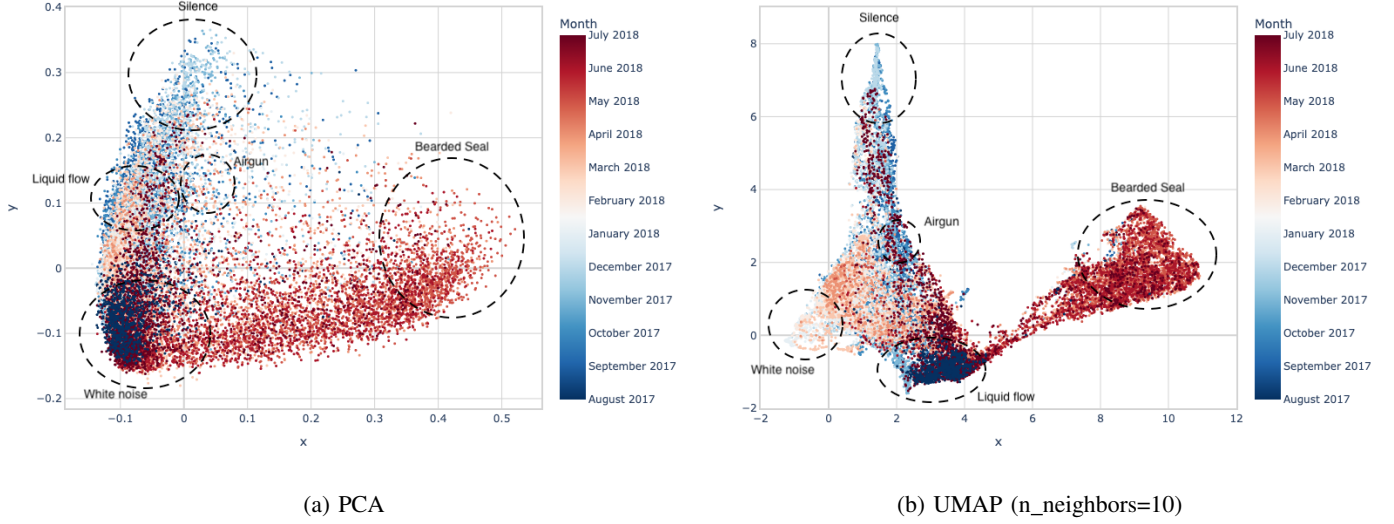 Silence
Month
July 2018
June 2018
May 2018
April 2018
March 2018
February 2018
January 2018
December 2017
November 2017
October 2017
September 2017
August 2017
Bearded Seal
Airgun
Liquid flow
White noise
0.4
0.3
0.2
0.1
0
−0.1
−0.2
y
−0.1
0
0.1
0.2
0.3
0.4
0.5
x
(a) PCA
Silence
Month
July 2018
June 2018
May 2018
April 2018
March 2018
February 2018
January 2018
December 2017
November 2017
October 2017
September 2017
August 2017
Bearded Seal
Airgun
White noise
Liquid flow
8
6
4
2
0
−2
y
−2
0
2
4
6
8
10
12
x
(b) UMAP (n_neighbors=10)